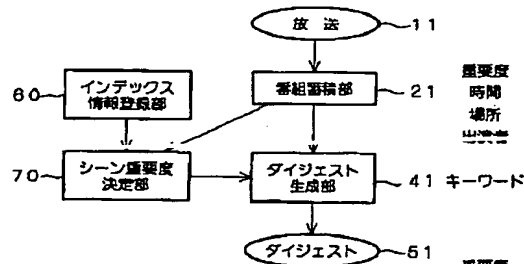 放 送
11
60
インデックス
情報登録部
番組蓄積部
21
重要度
時間
場所
70
シーン重要度
決定部
ダイジェスト
生成部
41
キーワード
ダイジェスト
51